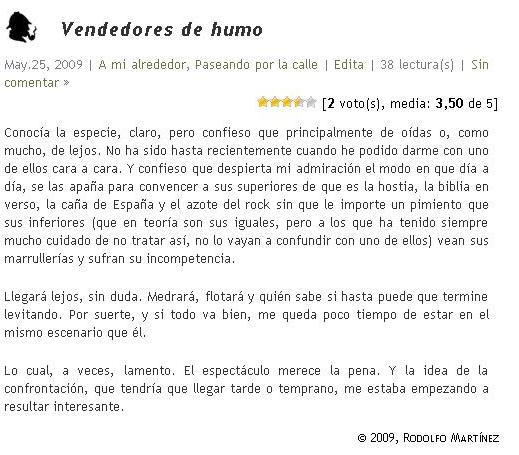 Vendedores de humo
May.25, 2009 | A mi alrededor, Paseando por la calle | Edita | 38 lectura(s) | Sin
comentar »
[2 voto(s), media: 3,50 de 5]
Conocía la especie, claro, pero confieso que principalmente de oídas o, como
mucho, de lejos. No ha sido hasta recientemente cuando he podido darme con uno
de ellos cara a cara. Y confieso que despierta mi admiración el modo en que día a
día, se las apaña para convencer a sus superiores de que es la hostia, la biblia en
verso, la caña de España y el azote del rock sin que le importe un pimiento que
sus inferiores (que en teoría son sus iguales, pero a los que ha tenido siempre
mucho cuidado de no tratar así, no lo vayan a confundir con uno de ellos) vean sus
marrullerías y sufran su incompetencia.
Llegará lejos, sin duda. Medrará, flotará y quién sabe si hasta puede que termine
levitando. Por suerte, y si todo va bien, me queda poco tiempo de estar en el
mismo escenario que él.
Lo cual, a veces, lamento. El espectáculo merece la pena. Y la idea de la
confrontación, que tendría que llegar tarde o temprano, me estaba empezando a
resultar interesante.
© 2009, Rodolfo Martínez